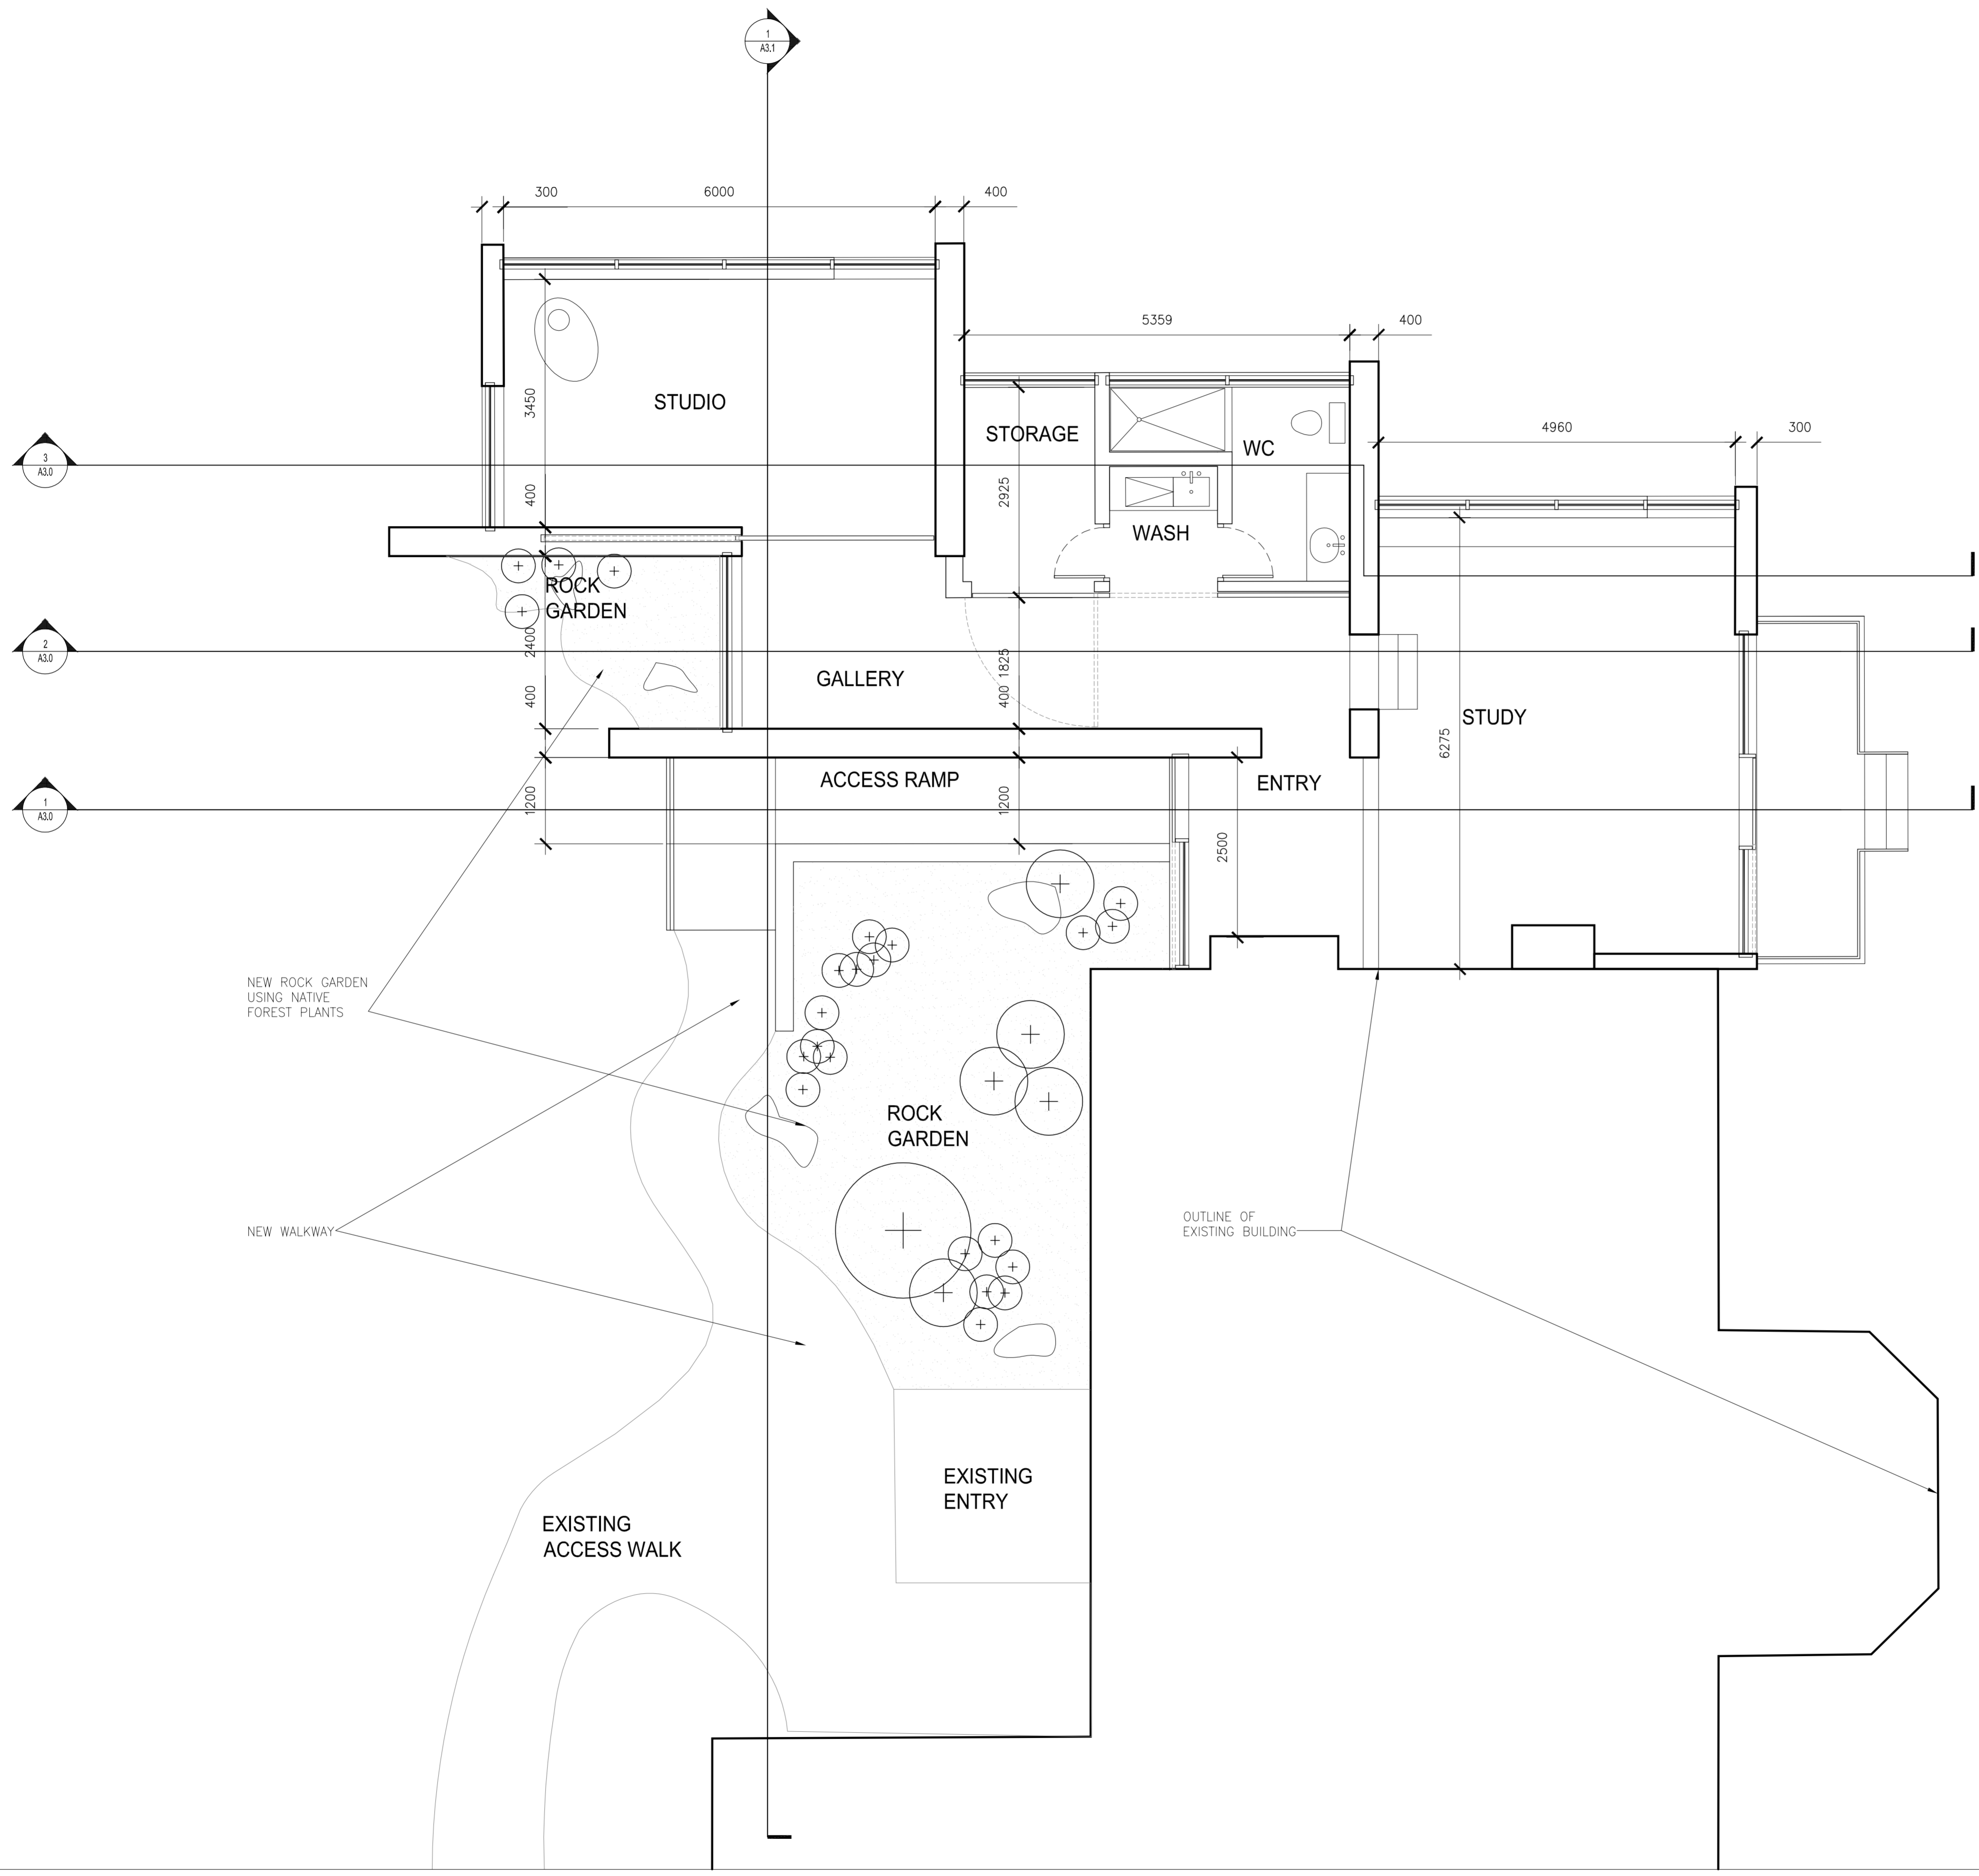 1
A3.1
300
6000
400
5359
400
3450
STUDIO
STORAGE
WC
4960
300
3
A3.0
400
2925
WASH
ROCK
GARDEN
2400
2
A3.0
1825
GALLERY
400
400
STUDY
6275
ACCESS RAMP
ENTRY
1
A3.0
1200
1200
2500
NEW ROCK GARDEN
USING NATIVE
FOREST PLANTS
ROCK
GARDEN
NEW WALKWAY
OUTLINE OF
EXISTING BUILDING
EXISTING
ENTRY
EXISTING
ACCESS WALK